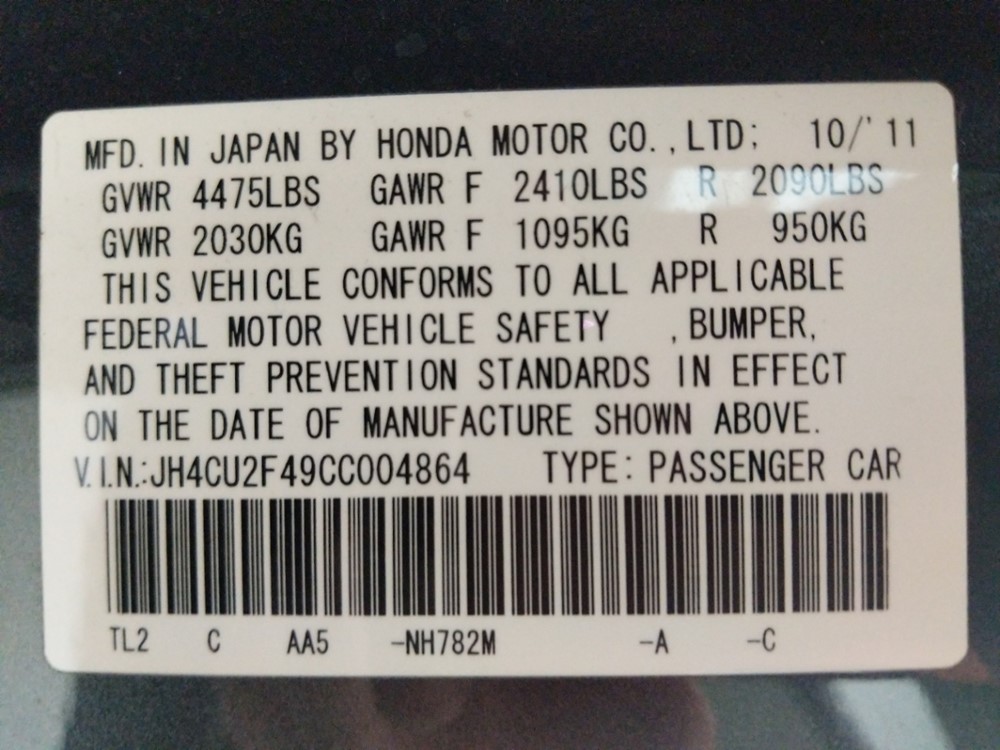 MFD. IN JAPAN BY HONDA MOTOR CO.,LTD; 10/'11
GVWR 4475LBS GAWR F 2410LBS R 2090LBS
GVWR 2030KG GAWR F 1095KG R 950KG
THIS VEHICLE CONFORMS TO ALL APPLICABLE
FEDERAL MOTOR VEHICLE SAFETY ,BUMPER,
AND THEFT PREVENTION STANDARDS IN EFFECT
ON THE DATE OF MANUFACTURE SHOWN ABOVE.
V.I.N.:JH4CU2F49CC004864 TYPE: PASSENGER CAR
TL2 C AA5 -NH782M -A -C